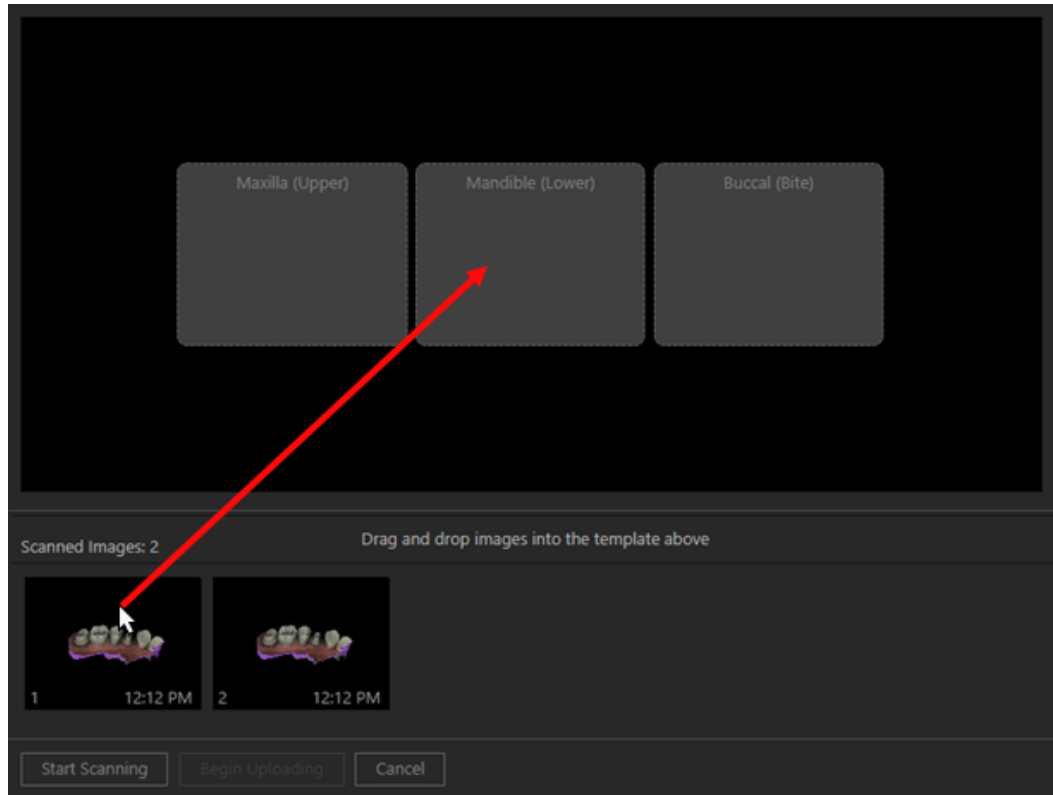 Maxilla (Upper)
Mandible (Lower)
Buccal (Bite)
Scanned Images: 2
Drag and drop images into the template above
1
12:12 PM
2
12:12 PM
Start Scanning
Begin Uploading
Cancel